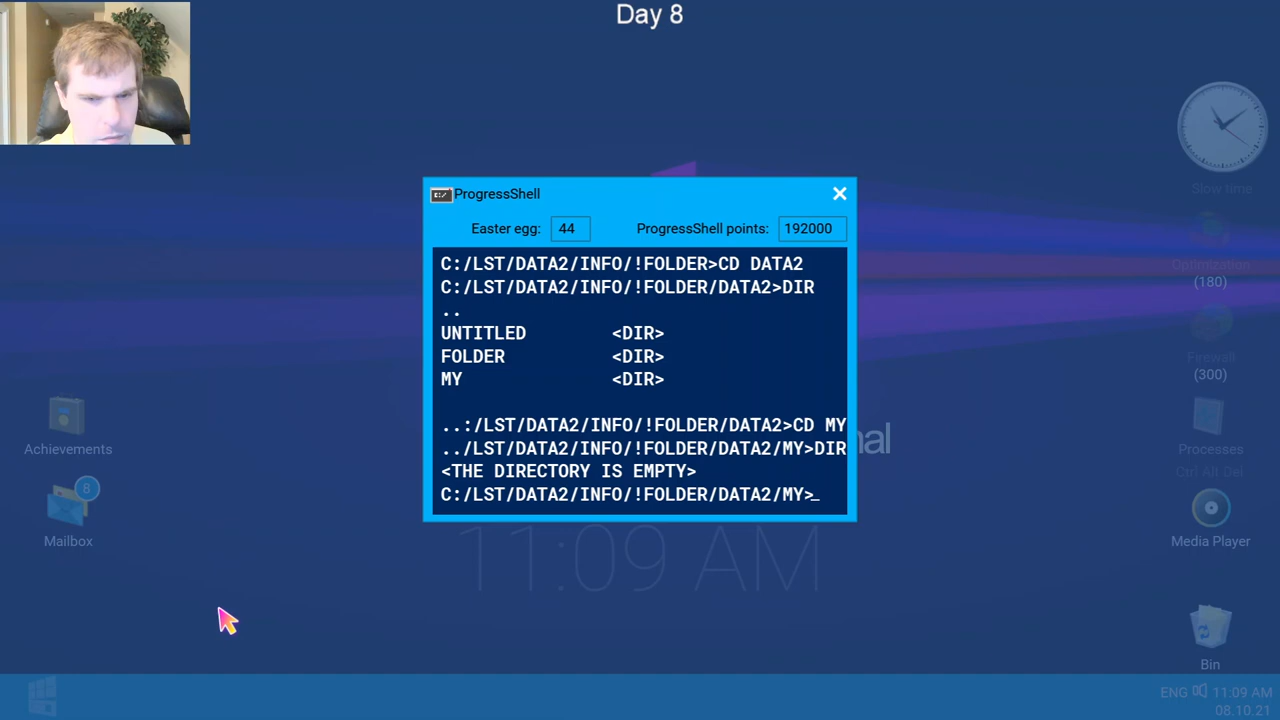 Day 8
ProgressShell
Easter egg: 44 ProgressShell points: 192000
C:/LST/DATA2/INFO/!FOLDER>CD DATA2
C:/LST/DATA2/INFO/!FOLDER/DATA2>DIR
..
UNTITLED <DIR>
FOLDER <DIR>
MY <DIR>
..:/LST/DATA2/INFO/!FOLDER/DATA2>CD MY
../LST/DATA2/INFO/!FOLDER/DATA2/MY>DIR
<THE DIRECTORY IS EMPTY>
C:/LST/DATA2/INFO/!FOLDER/DATA2/MY>_
nal
11:09 AM
Achievements
8
Mailbox
Slow time
Optimization
(180)
Firewall
(300)
Processes
Ctrl Alt Del
Media Player
Bin
ENG 11:09 AM
08.10.21